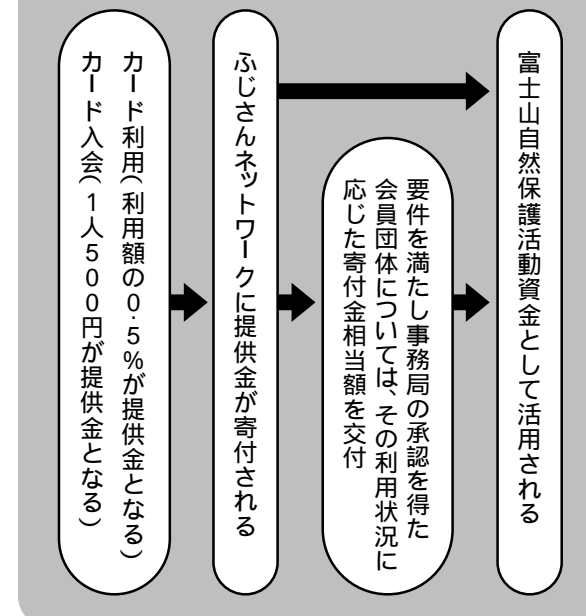 カード利用（利用額の0.5％が提供金となる）
カード入会（1人500円が提供金となる）
ふじさんネットワークに提供金が寄付される
要件を満たし事務局の承認を得た
会員団体については、その利用状況に
応じた寄付金相当額を交付
富士山自然保護活動資金として活用される